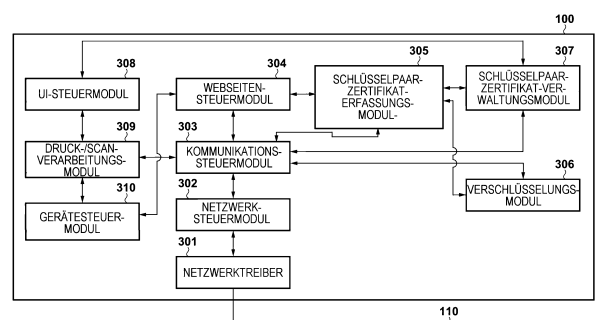 100
308
UI-STEUERMODUL
304
WEBSEITEN-
STEUERMODUL
305
SCHLÜSSELPAAR-
ZERTIFIKAT-
ERFASSUNGS-
MODUL-
307
SCHLÜSSELPAAR-
ZERTIFIKAT-VER-
WALTUNGSMODUL
309
DRUCK-/SCAN-
VERARBEITUNGS-
MODUL
303
KOMMUNIKATIONS-
STEUERMODUL
310
GERÄTESTEUER-
MODUL
302
NETZWERK-
STEUERMODUL
306
VERSCHLÜSSELUNGS-
MODUL
301
NETZWERKTREIBER
110